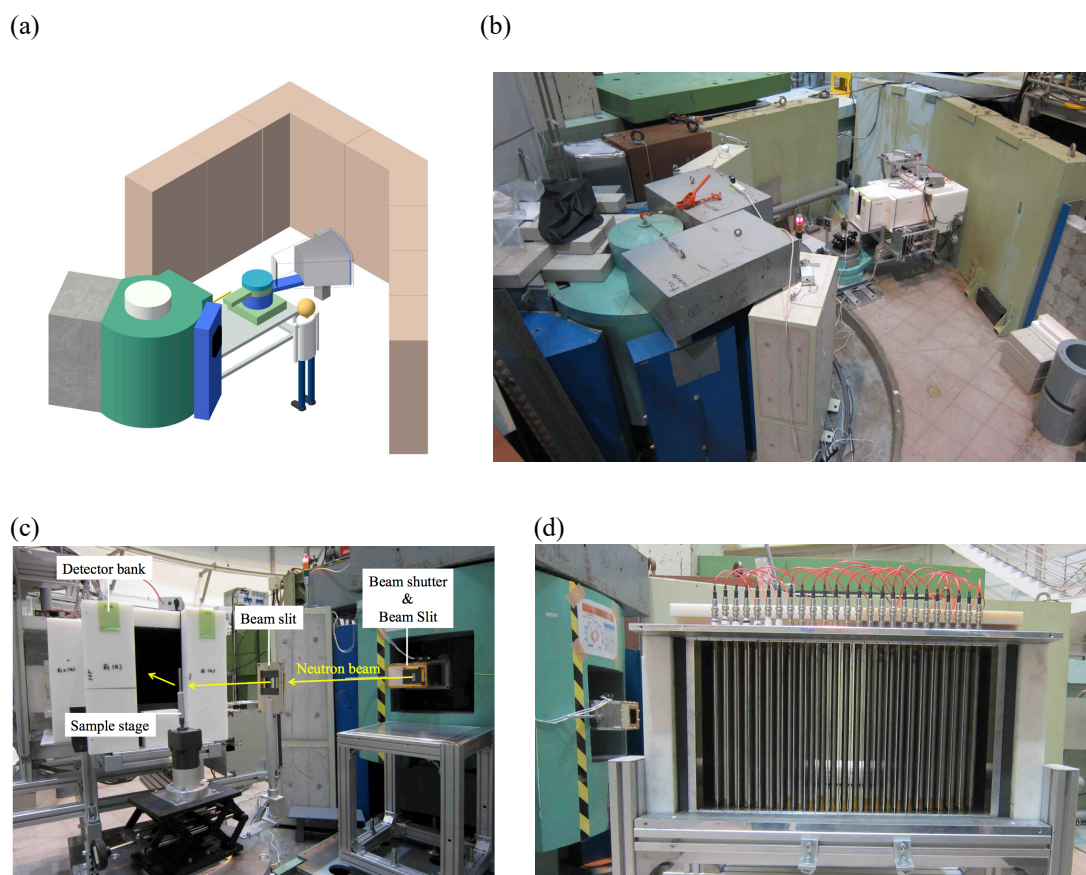 (a)
(b)
(c)
(d)
Detector bank
Beam shutter
&
Beam Slit
Beam slit
Neutron beam
Sample stage